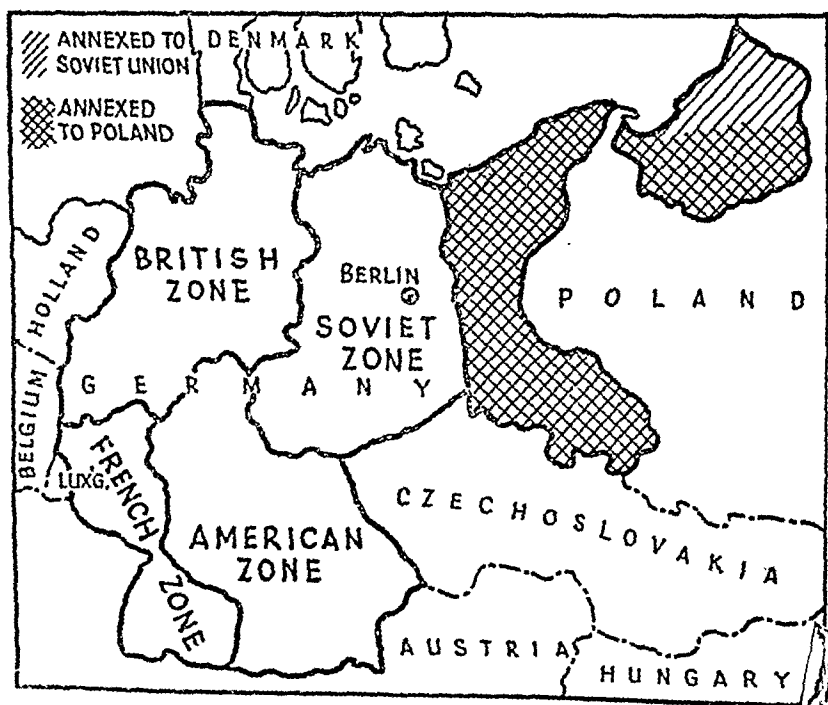 ANNEXED TO
SOVIET UNION
ANNEXED
TO POLAND
DENMARK
HOLLAND
BELGIUM
BRITISH
ZONE
BERLIN
SOVIET
ZONE
POLAND
GERMANY
FRENCH
ZONE
LUX'G.
AMERICAN
ZONE
CZECHOSLOVAKIA
AUSTRIA
HUNGARY